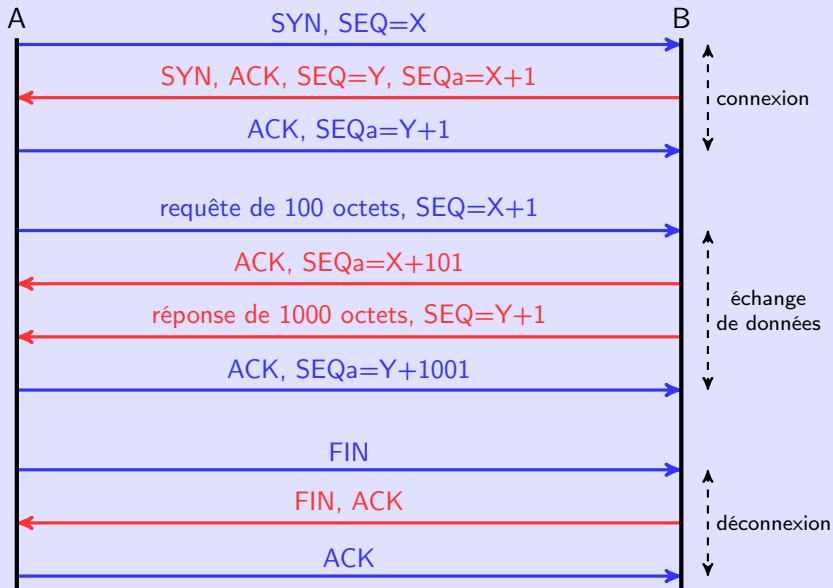 A
B
SYN, SEQ=X
SYN, ACK, SEQ=Y, SEQa=X+1
ACK, SEQa=Y+1
connexion
requête de 100 octets, SEQ=X+1
ACK, SEQa=X+101
réponse de 1000 octets, SEQ=Y+1
ACK, SEQa=Y+1001
échange
de données
FIN
FIN, ACK
ACK
déconnexion